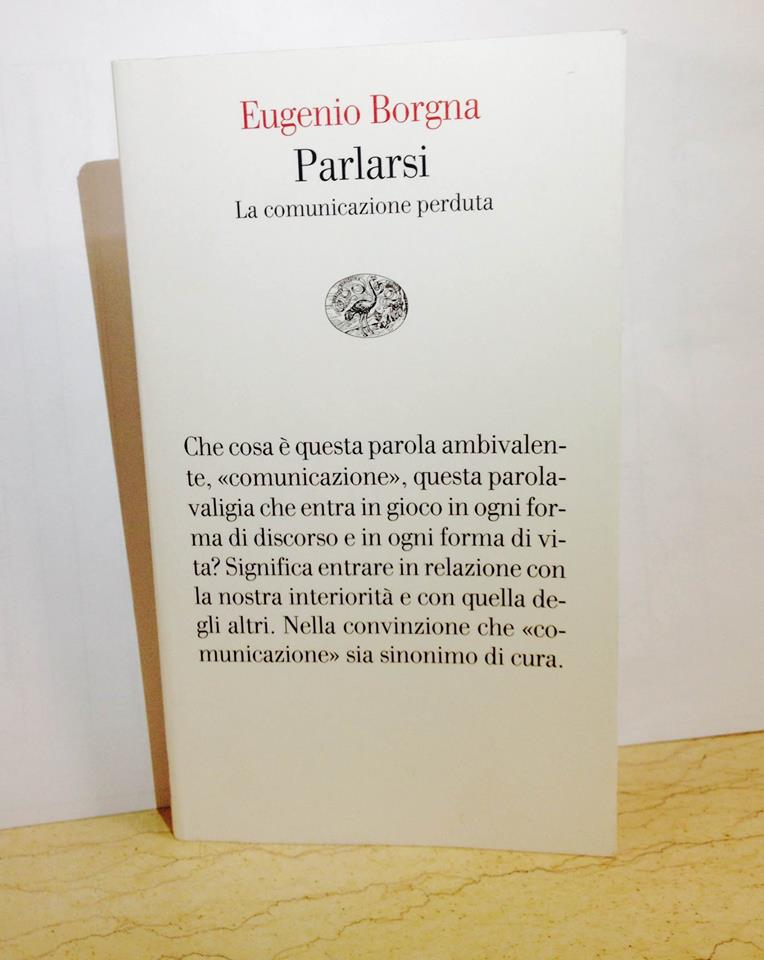 Eugenio Borgna
Parlarsi
La comunicazione perduta
Che cosa è questa parola ambivalen-
te, «comunicazione», questa parola-
valigia che entra in gioco in ogni for-
ma di discorso e in ogni forma di vi-
ta? Significa entrare in relazione con
la nostra interiorità e con quella de-
gli altri. Nella convinzione che «co-
municazione» sia sinonimo di cura.